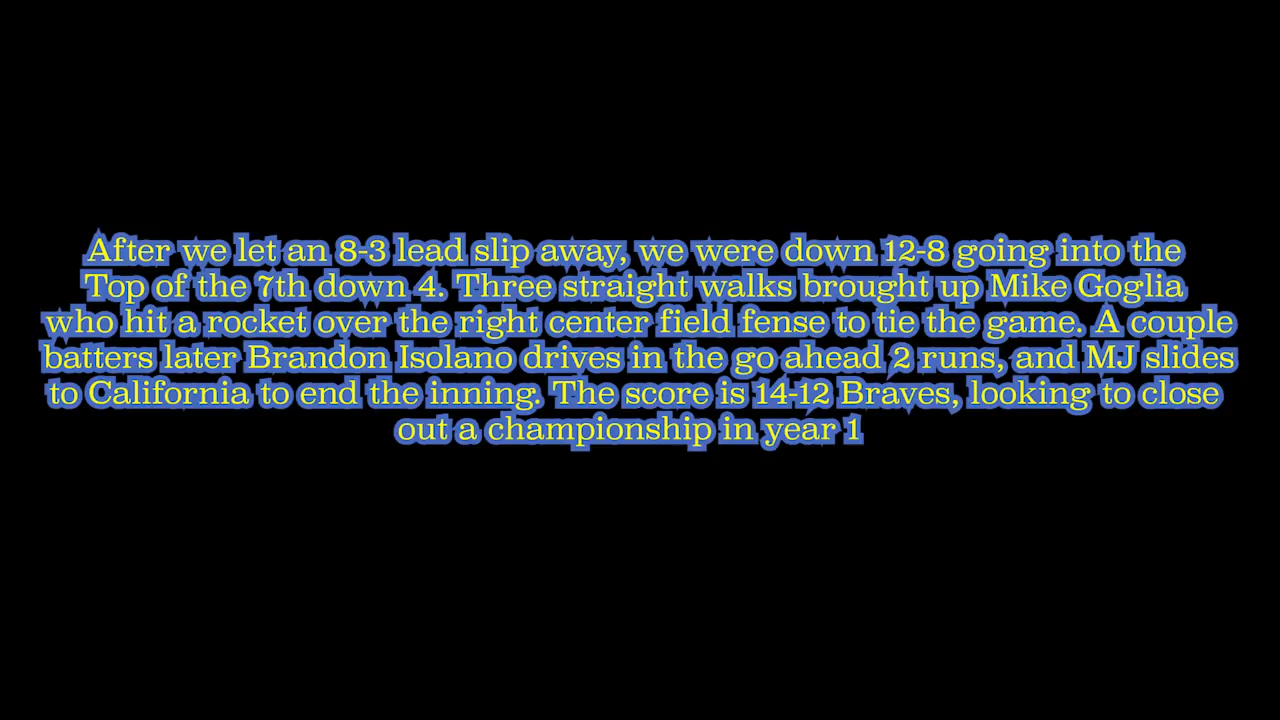 After we let an 8-3 lead slip away, we were down 12-8 going into the
Top of the 7th down 4. Three straight walks brought up Mike Goglia
who hit a rocket over the right center field fense to tie the game. A couple
batters later Brandon Isolano drives in the go ahead 2 runs, and MJ slides
to California to end the inning. The score is 14-12 Braves, looking to close
out a championship in year 1